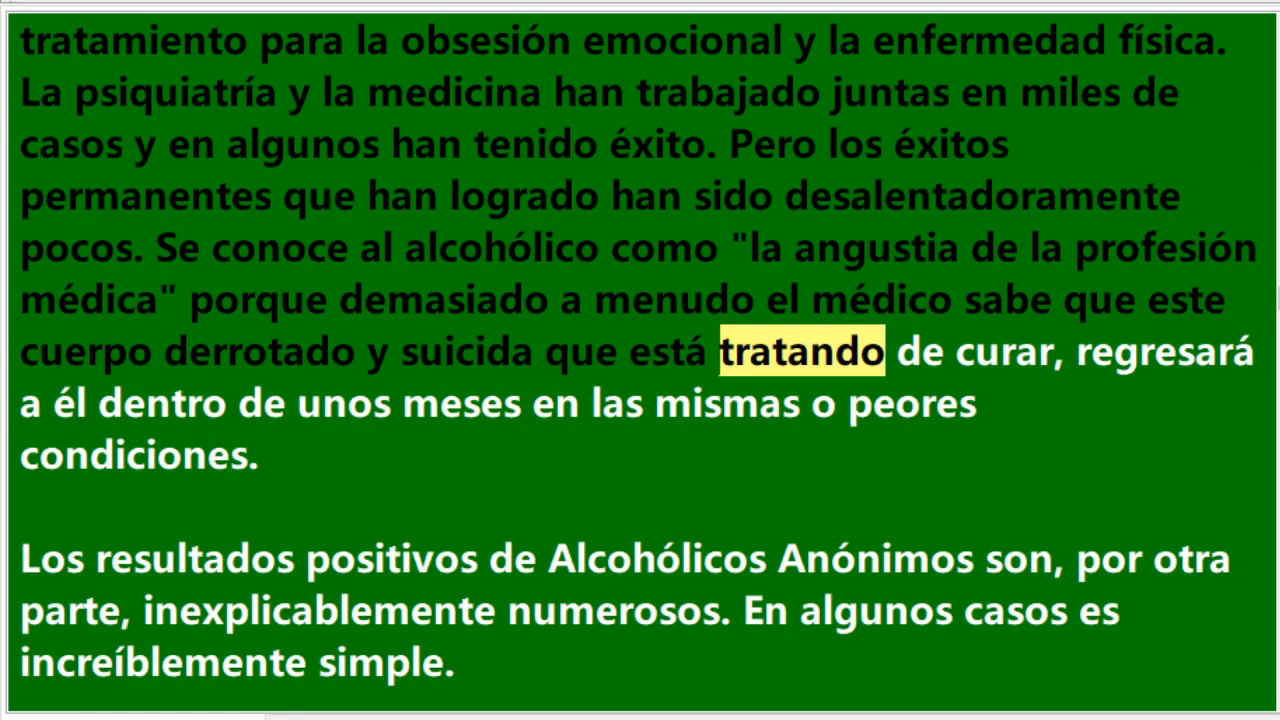 tratamiento para la obsesión emocional y la enfermedad física.
La psiquiatría y la medicina han trabajado juntas en miles de
casos y en algunos han tenido éxito. Pero los éxitos
permanentes que han logrado han sido desalentadoramente
pocos. Se conoce al alcohólico como "la angustia de la profesión
médica" porque demasiado a menudo el médico sabe que este
cuerpo derrotado y suicida que está tratando de curar, regresará
a él dentro de unos meses en las mismas o peores
condiciones.
Los resultados positivos de Alcohólicos Anónimos son, por otra
parte, inexplicablemente numerosos. En algunos casos es
increíblemente simple.